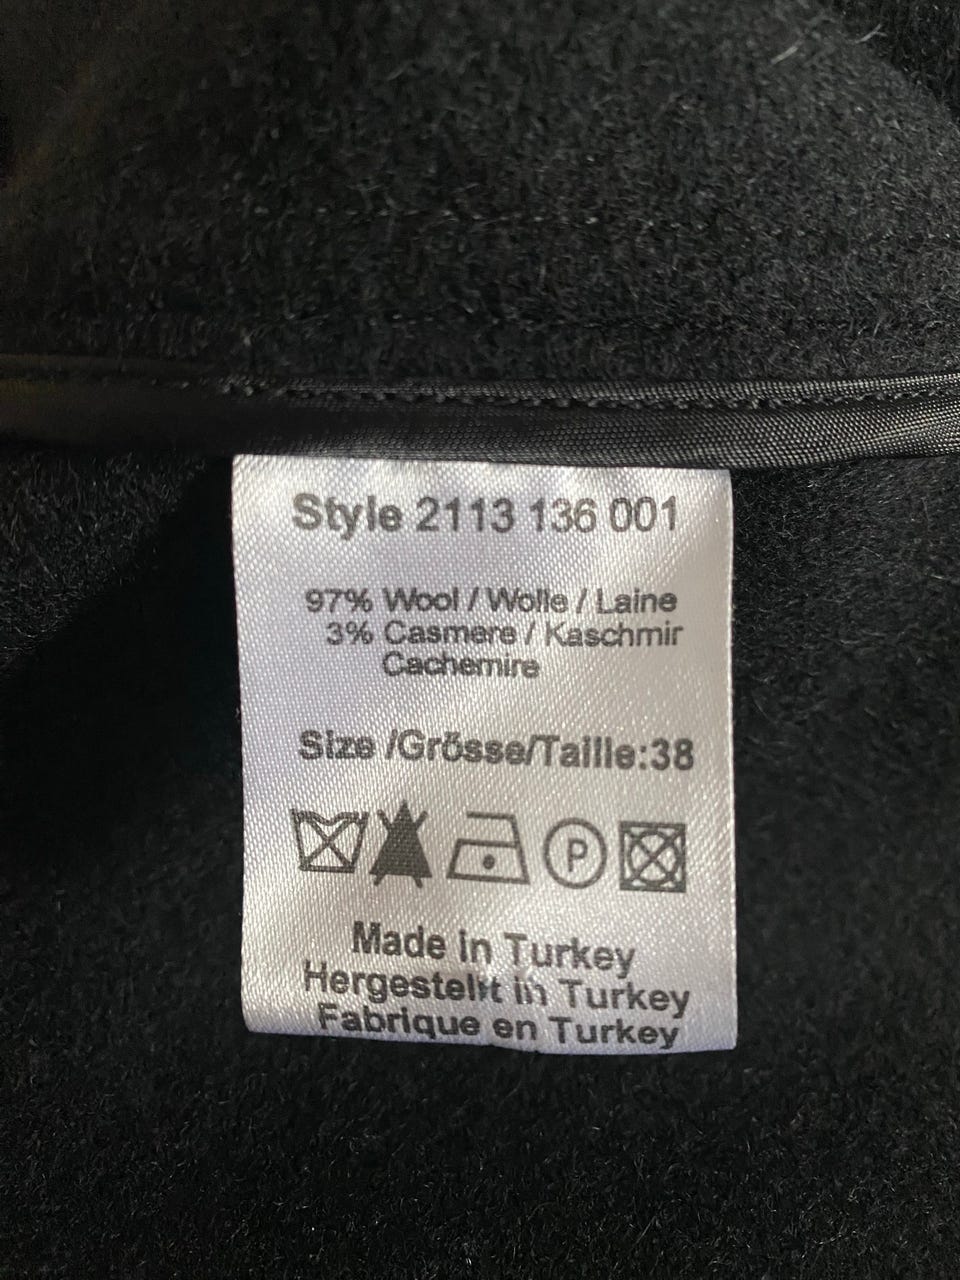 Style 2113 136 001
97% Wool / Wolle / Laine
3% Casmere / Kaschmir
Cachemire
Size /Grösse/Taille:38
P
Made in Turkey
Hergestellt in Turkey
Fabrique en Turkey